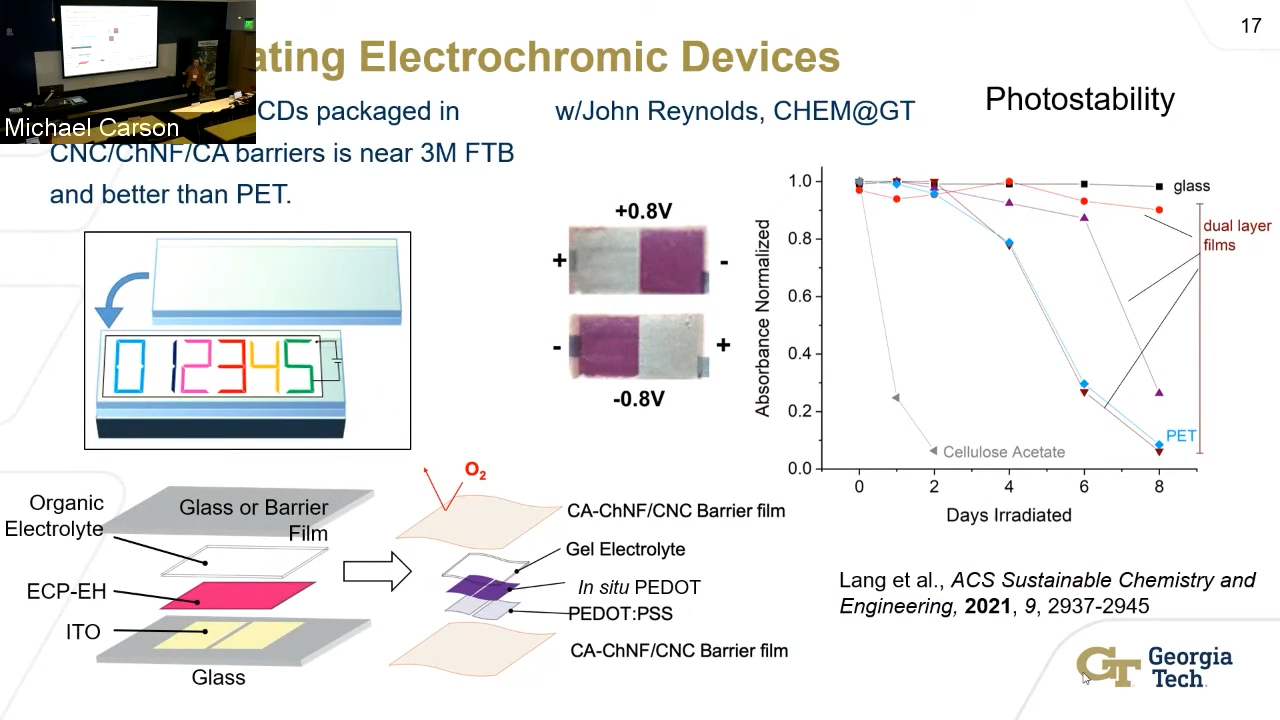 17
ating Electrochromic Devices
Michael Carson
CDs packaged in
CNC/ChNF/CA barriers is near 3M FTB
and better than PET.
w/John Reynolds, CHEM@GT
Photostability
012345
+0.8V
+ -
- +
-0.8V
Absorbance Normalized
1.0
0.8
0.6
0.4
0.2
0.0
0 2 4 6 8
Days Irradiated
glass
dual layer
films
PET
Cellulose Acetate
Organic
Electrolyte
Glass or Barrier
Film
ECP-EH
ITO
Glass
O2
CA-ChNF/CNC Barrier film
Gel Electrolyte
In situ PEDOT
PEDOT:PSS
CA-ChNF/CNC Barrier film
Lang et al., ACS Sustainable Chemistry and
Engineering, 2021, 9, 2937-2945
GT
Georgia
Tech